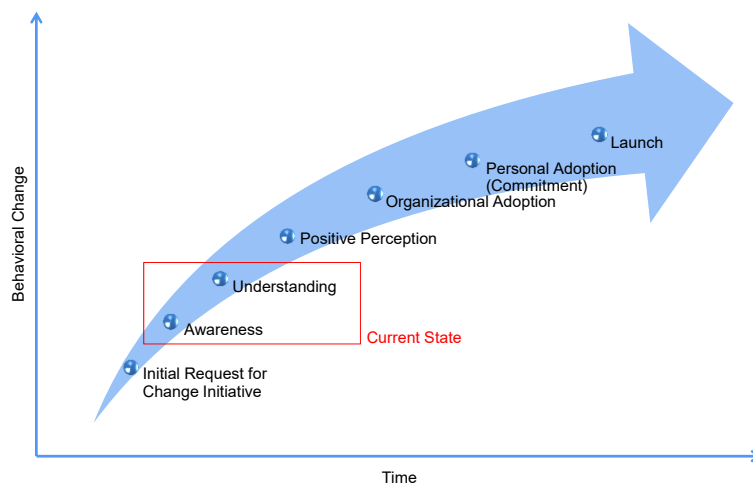 Launch
Personal Adoption
(Commitment)
Organizational Adoption
Positive Perception
Understanding
Awareness
Current State
Initial Request for
Change Initiative
Behavioral Change
Time